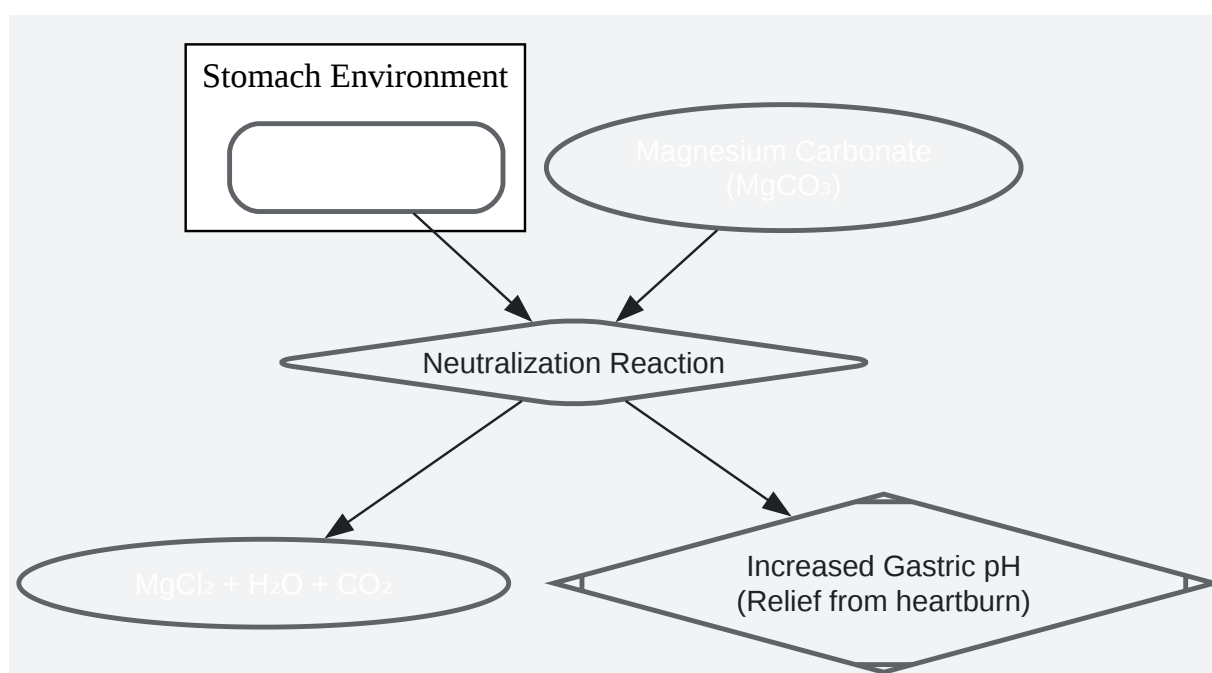 Stomach Environment
Magnesium Carbonate
(MgCO₃)
Neutralization Reaction
MgCl₂ + H₂O + CO₂
Increased Gastric pH
(Relief from heartburn)